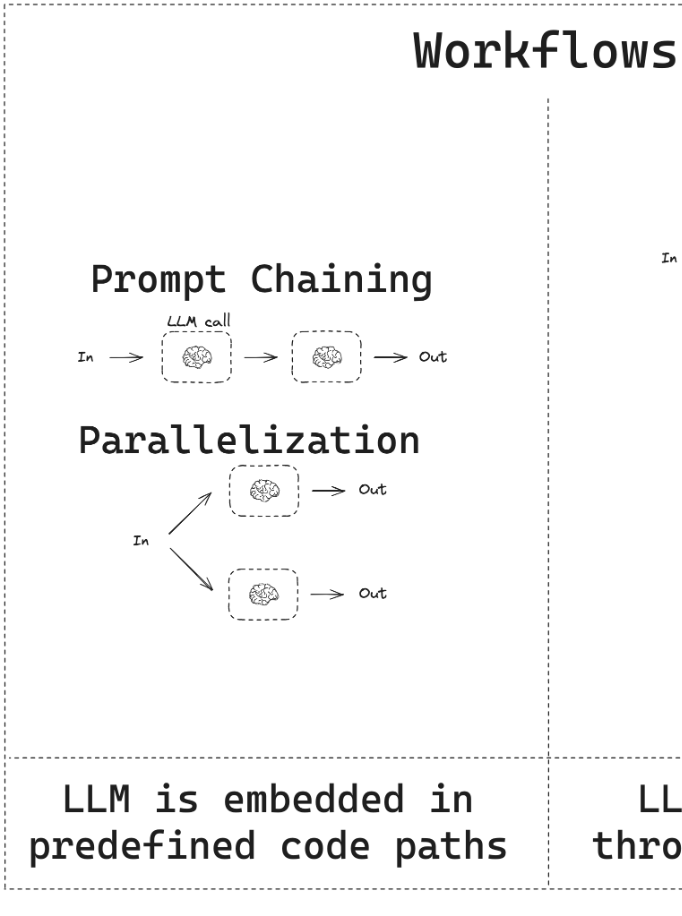 Workflows
In
Prompt Chaining
LLM call
In
Out
Parallelization
Out
In
Out
LLM is embedded in
predefined code paths
LL
thro